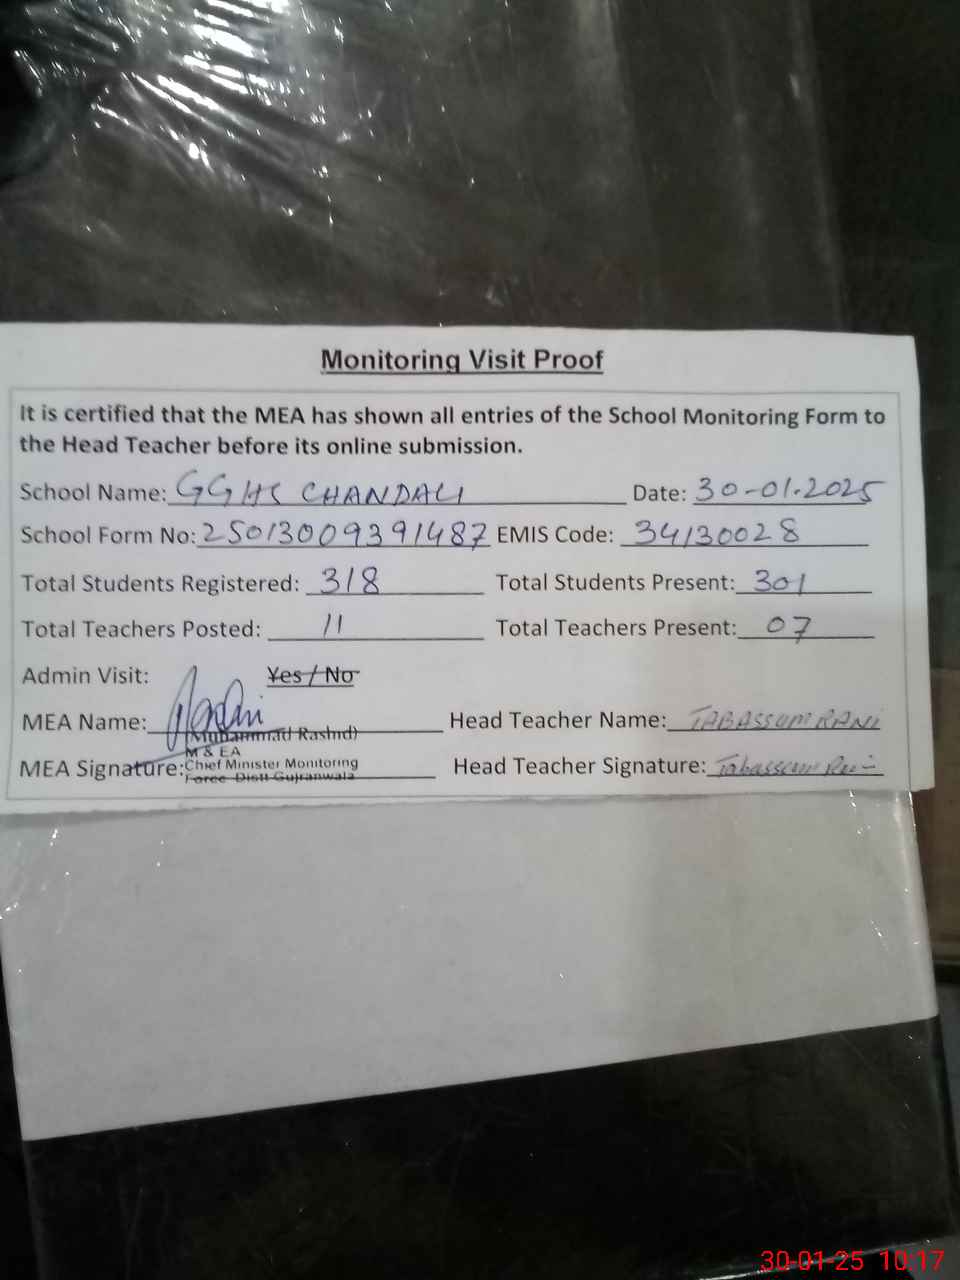 Monitoring Visit Proof
It is certified that the MEA has shown all entries of the School Monitoring Form to
the Head Teacher before its online submission.
School Name: GGHS CHANDALI Date: 30-01-2025
School Form No: 25013009391487 EMIS Code: 34130028
Total Students Registered: 318 Total Students Present: 301
Total Teachers Posted: 11 Total Teachers Present: 07
Admin Visit: Yes / No
MEA Name: Head Teacher Name: TABASSUM RANI
(Muhammad Rashid)
M & EA
MEA Signature: Chief Minister Monitoring Head Teacher Signature: Tabassum Rani
Force Distt Gujranwala
30-01-25 10:17